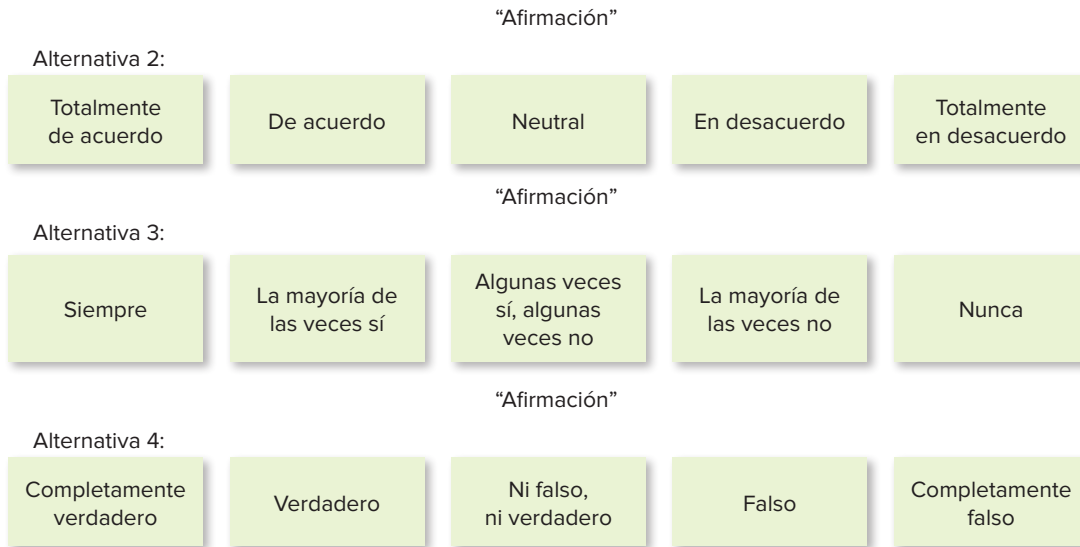 “Afirmación”
Alternativa 2:
Totalmente
de acuerdo
De acuerdo
Neutral
En desacuerdo
Totalmente
en desacuerdo
“Afirmación”
Alternativa 3:
Siempre
La mayoría de
las veces sí
Algunas veces
sí, algunas
veces no
La mayoría de
las veces no
Nunca
“Afirmación”
Alternativa 4:
Completamente
verdadero
Verdadero
Ni falso,
ni verdadero
Falso
Completamente
falso